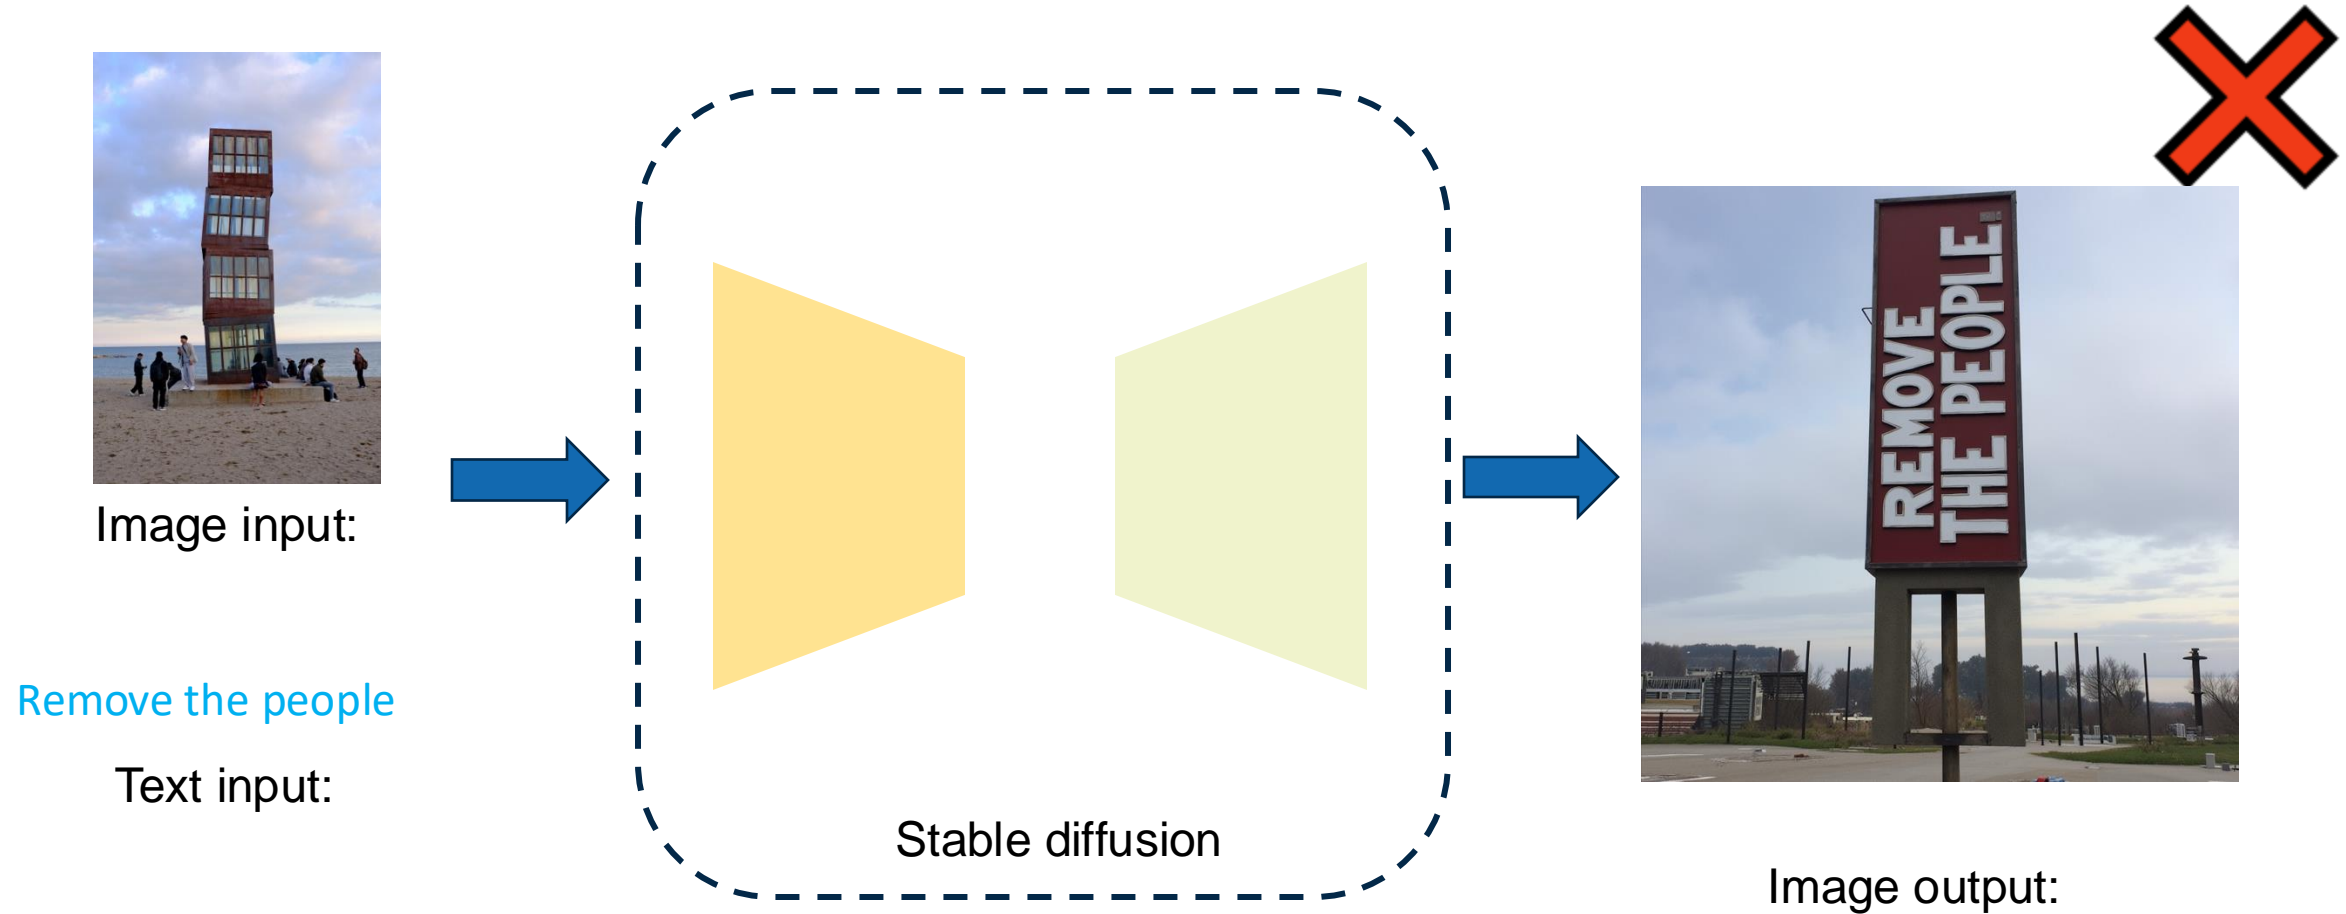 Image input:
Remove the people
Text input:
Stable diffusion
REMOVE
THE PEOPLE
Image output: